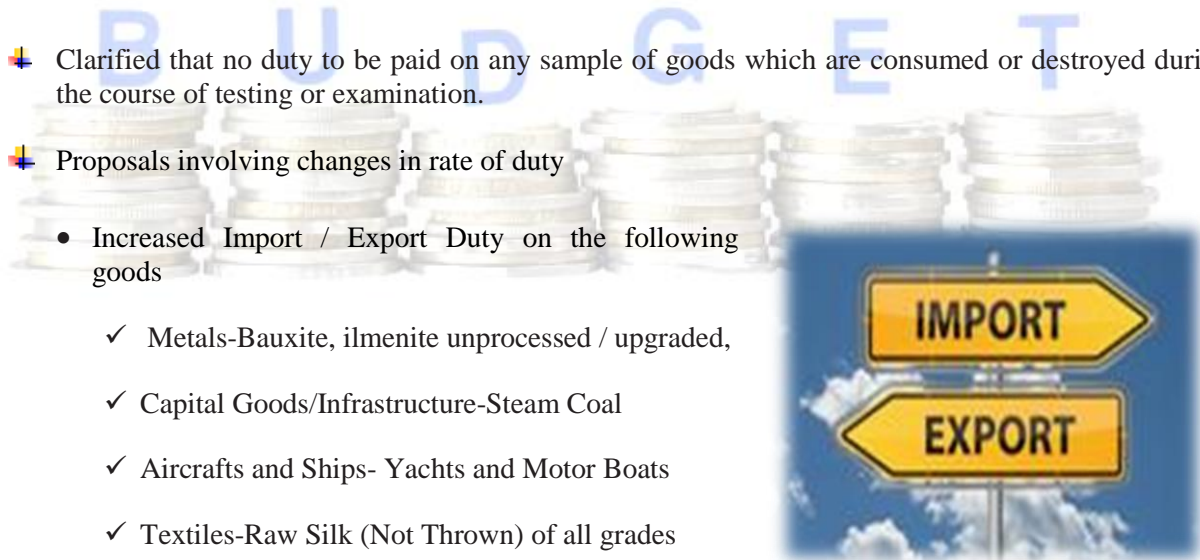 BUDGET
Clarified that no duty to be paid on any sample of goods which are consumed or destroyed duri
the course of testing or examination.
Proposals involving changes in rate of duty
• Increased Import / Export Duty on the following
goods
✓ Metals-Bauxite, ilmenite unprocessed / upgraded,
✓ Capital Goods/Infrastructure-Steam Coal
✓ Aircrafts and Ships- Yachts and Motor Boats
✓ Textiles-Raw Silk (Not Thrown) of all grades
IMPORT
EXPORT